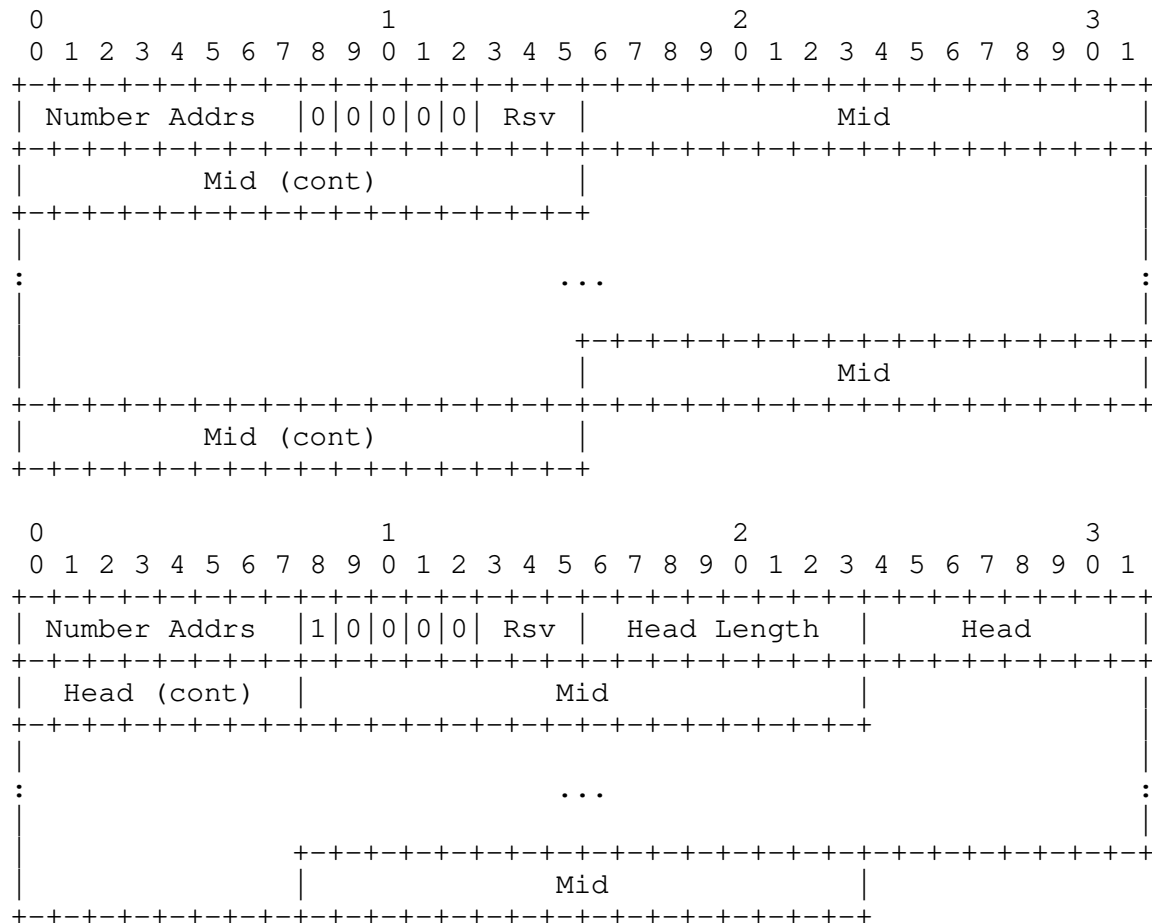 0                   1                   2                   3
 0 1 2 3 4 5 6 7 8 9 0 1 2 3 4 5 6 7 8 9 0 1 2 3 4 5 6 7 8 9 0 1
+-+-+-+-+-+-+-+-+-+-+-+-+-+-+-+-+-+-+-+-+-+-+-+-+-+-+-+-+-+-+-+-+
| Number Addrs  |0|0|0|0|0| Rsv |              Mid              |
+-+-+-+-+-+-+-+-+-+-+-+-+-+-+-+-+-+-+-+-+-+-+-+-+-+-+-+-+-+-+-+-+
|          Mid (cont)           |                               |
+-+-+-+-+-+-+-+-+-+-+-+-+-+-+-+-+                               |
|                                                               |
:                              ...                              :
|                                                               |
|                               +-+-+-+-+-+-+-+-+-+-+-+-+-+-+-+-+
|                               |              Mid              |
+-+-+-+-+-+-+-+-+-+-+-+-+-+-+-+-+-+-+-+-+-+-+-+-+-+-+-+-+-+-+-+-+
|          Mid (cont)           |
+-+-+-+-+-+-+-+-+-+-+-+-+-+-+-+-+
 0                   1                   2                   3
 0 1 2 3 4 5 6 7 8 9 0 1 2 3 4 5 6 7 8 9 0 1 2 3 4 5 6 7 8 9 0 1
+-+-+-+-+-+-+-+-+-+-+-+-+-+-+-+-+-+-+-+-+-+-+-+-+-+-+-+-+-+-+-+-+
| Number Addrs  |1|0|0|0|0| Rsv |  Head Length  |     Head      |
+-+-+-+-+-+-+-+-+-+-+-+-+-+-+-+-+-+-+-+-+-+-+-+-+-+-+-+-+-+-+-+-+
|  Head (cont)  |              Mid              |               |
+-+-+-+-+-+-+-+-+-+-+-+-+-+-+-+-+-+-+-+-+-+-+-+-+               |
|                                                               |
:                              ...                              :
|                                                               |
|               +-+-+-+-+-+-+-+-+-+-+-+-+-+-+-+-+-+-+-+-+-+-+-+-+
|               |              Mid              |
+-+-+-+-+-+-+-+-+-+-+-+-+-+-+-+-+-+-+-+-+-+-+-+-+